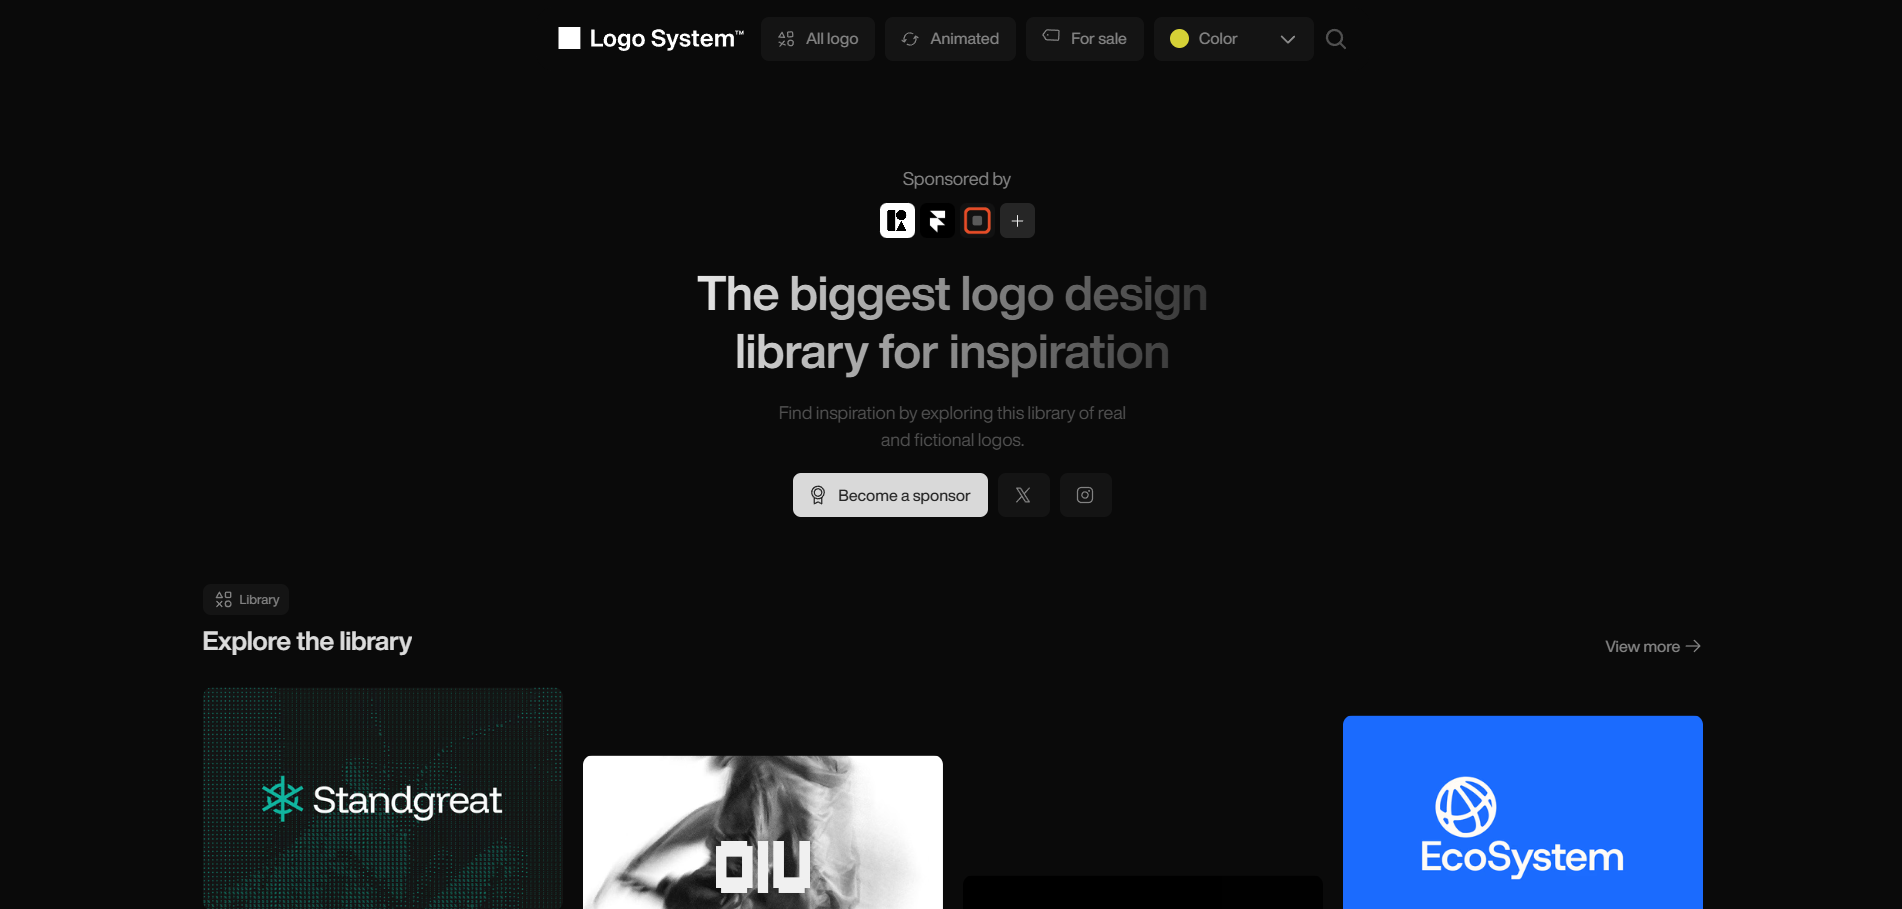 Logo System™
All logo
Animated
For sale
Color
Sponsored by
The biggest logo design
library for inspiration
Find inspiration by exploring this library of real
and fictional logos.
Become a sponsor
Library
Explore the library
View more
Standgreat
EcoSystem